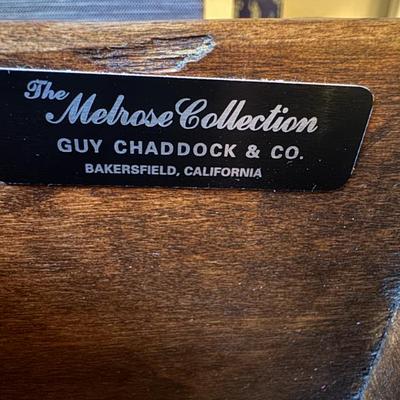 The Melrose Collection
GUY CHADDOCK & CO.
BAKERSFIELD, CALIFORNIA